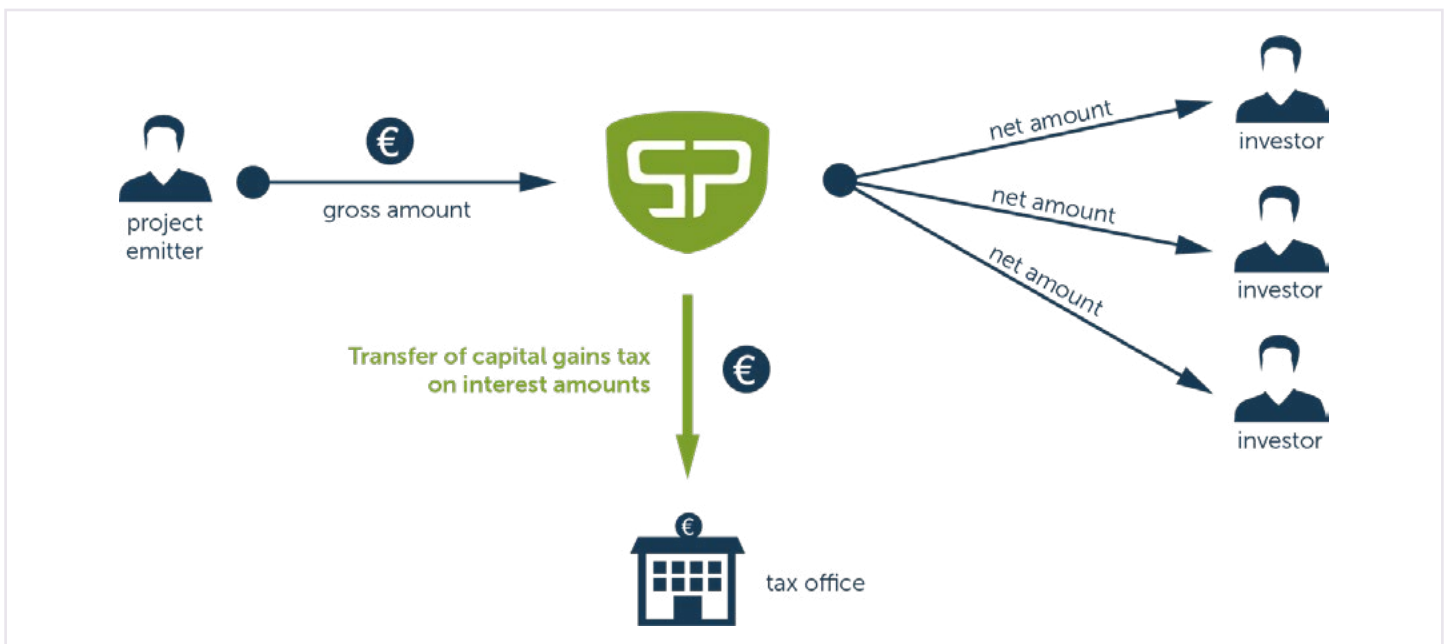 €
gross amount
project
emitter
SP
net amount
investor
net amount
investor
net amount
investor
Transfer of capital gains tax
on interest amounts
€
€
tax office